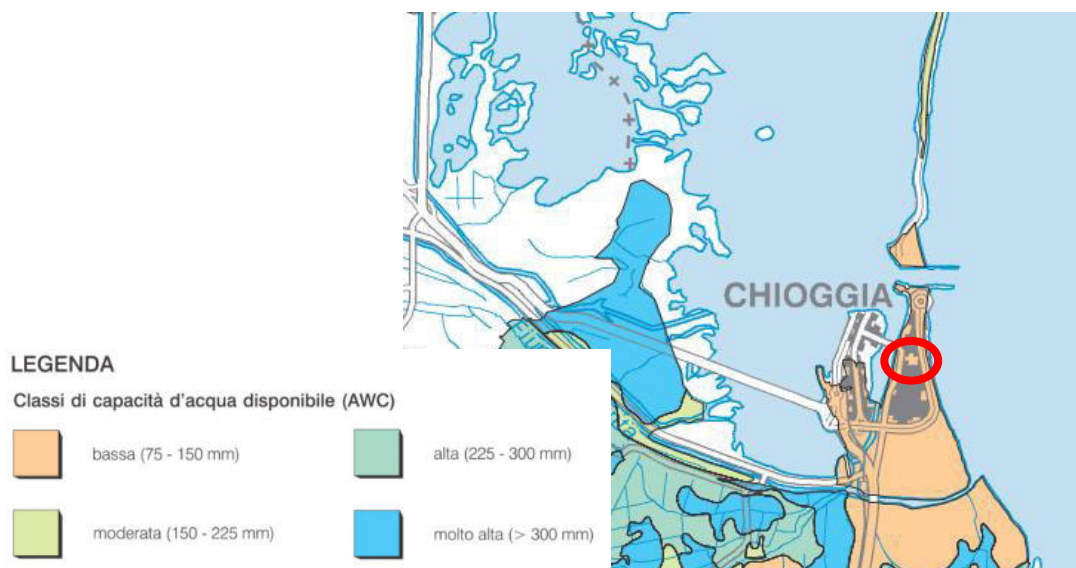 CHIOGGIA
LEGENDA
Classi di capacità d'acqua disponibile (AWC)
bassa (75 - 150 mm)
alta (225 - 300 mm)
moderata (150 - 225 mm)
molto alta (> 300 mm)